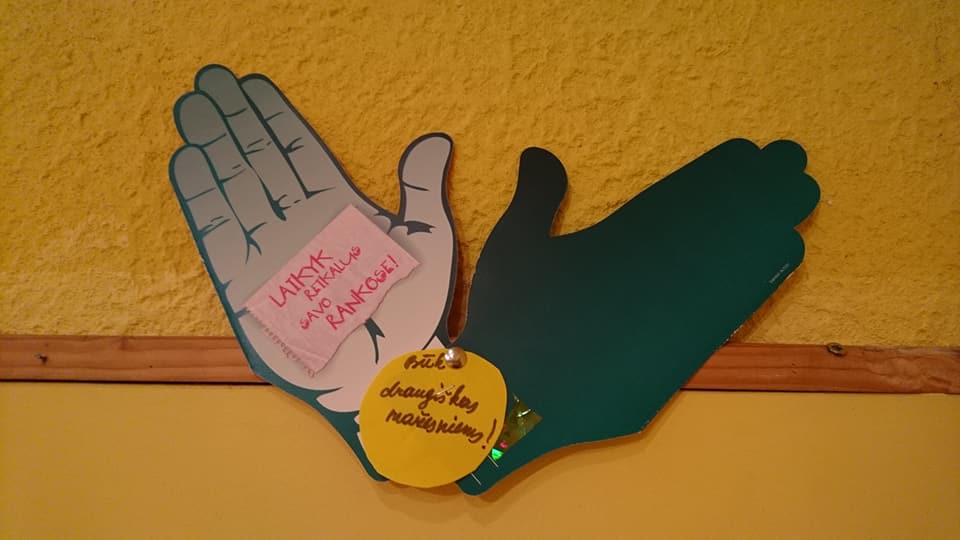 LAIKYK
REIKALUS
SAVO
RANKOSE!
Būk
draugiškas
mažesniems!